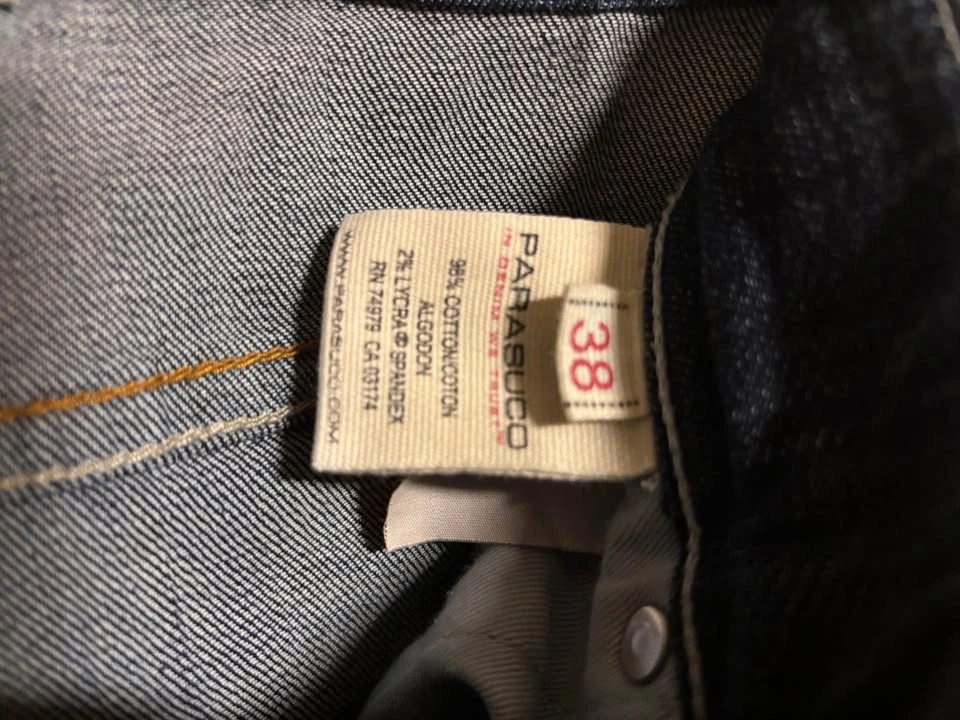 38
PARASUCO
IN DENIM WE TRUST
98% COTTON/COTON
ALGODON
2% LYCRA® SPANDEX
RN 74979 CA 03174
WWW.PARASUCO.COM